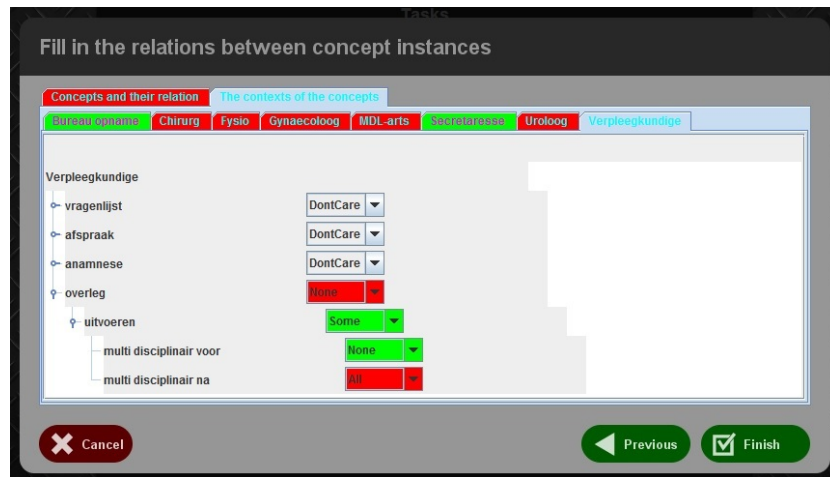 Tasks
Fill in the relations between concept instances
Concepts and their relation The contexts of the concepts
Bureau opname Chirurg Fysio Gynaecoloog MDL-arts Secretaresse Uroloog Verpleegkundige
Verpleegkundige
vragenlijst DontCare
afspraak DontCare
anamnese DontCare
overleg None
uitvoeren Some
multi disciplinair voor None
multi disciplinair na All
Cancel Previous Finish